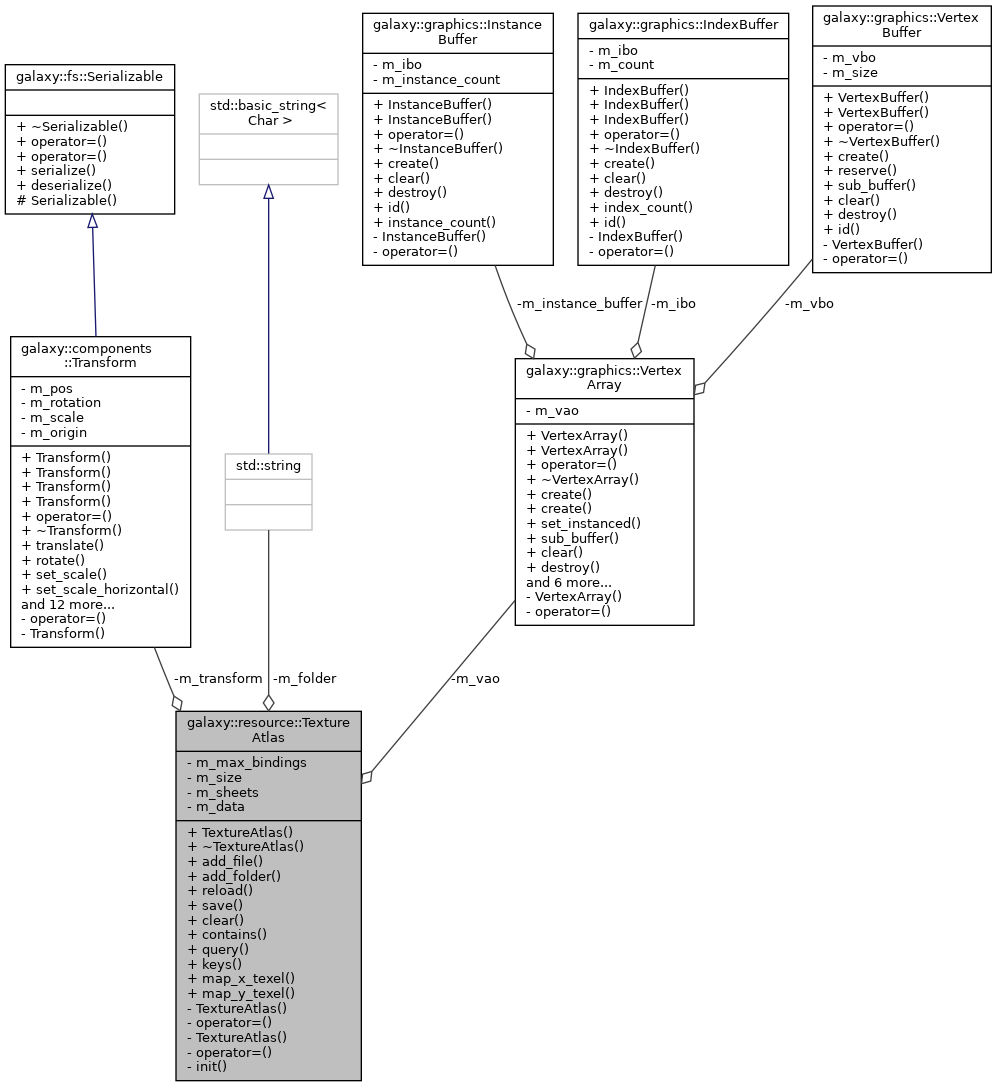 galaxy::fs::Serializable
+ ~Serializable()
+ operator=()
+ operator=()
+ serialize()
+ deserialize()
# Serializable()
std::basic_string<
Char >
galaxy::graphics::Instance
Buffer
- m_ibo
- m_instance_count
+ InstanceBuffer()
+ InstanceBuffer()
+ operator=()
+ ~InstanceBuffer()
+ create()
+ clear()
+ destroy()
+ id()
+ instance_count()
- InstanceBuffer()
- operator=()
galaxy::graphics::IndexBuffer
- m_ibo
- m_count
+ IndexBuffer()
+ IndexBuffer()
+ IndexBuffer()
+ operator=()
+ ~IndexBuffer()
+ create()
+ clear()
+ destroy()
+ index_count()
+ id()
- IndexBuffer()
- operator=()
galaxy::graphics::Vertex
Buffer
- m_vbo
- m_size
+ VertexBuffer()
+ VertexBuffer()
+ operator=()
+ ~VertexBuffer()
+ create()
+ reserve()
+ sub_buffer()
+ clear()
+ destroy()
+ id()
- VertexBuffer()
- operator=()
-m_instance_buffer
-m_ibo
-m_vbo
galaxy::components
::Transform
- m_pos
- m_rotation
- m_scale
- m_origin
+ Transform()
+ Transform()
+ Transform()
+ Transform()
+ operator=()
+ ~Transform()
+ translate()
+ rotate()
+ set_scale()
+ set_scale_horizontal()
and 12 more...
- operator=()
- Transform()
std::string
galaxy::graphics::Vertex
Array
- m_vao
+ VertexArray()
+ VertexArray()
+ operator=()
+ ~VertexArray()
+ create()
+ create()
+ set_instanced()
+ sub_buffer()
+ clear()
+ destroy()
and 6 more...
- VertexArray()
- operator=()
-m_transform
-m_folder
-m_vao
galaxy::resource::Texture
Atlas
- m_max_bindings
- m_size
- m_sheets
- m_data
+ TextureAtlas()
+ ~TextureAtlas()
+ add_file()
+ add_folder()
+ reload()
+ save()
+ clear()
+ contains()
+ query()
+ keys()
+ map_x_texel()
+ map_y_texel()
- TextureAtlas()
- operator=()
- TextureAtlas()
- operator=()
- init()